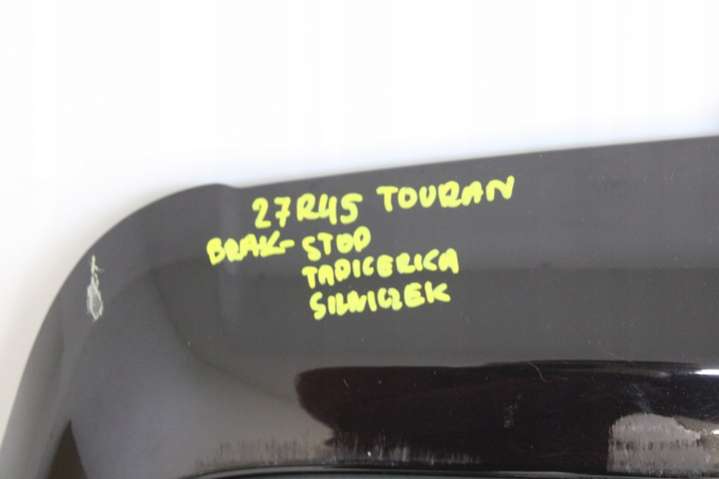 27R45 TOURAN
BRAK- STOP
TAPICERKA
SILNICZEK